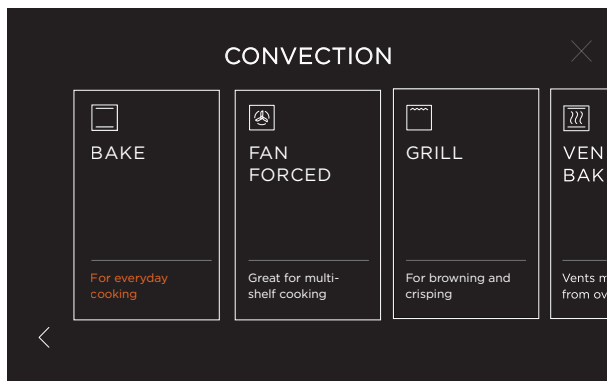 CONVECTION
BAKE
For everyday
cooking
FAN
FORCED
Great for multi-
shelf cooking
GRILL
For browning and
crisping
VEN
BAK
Vents m
from ov